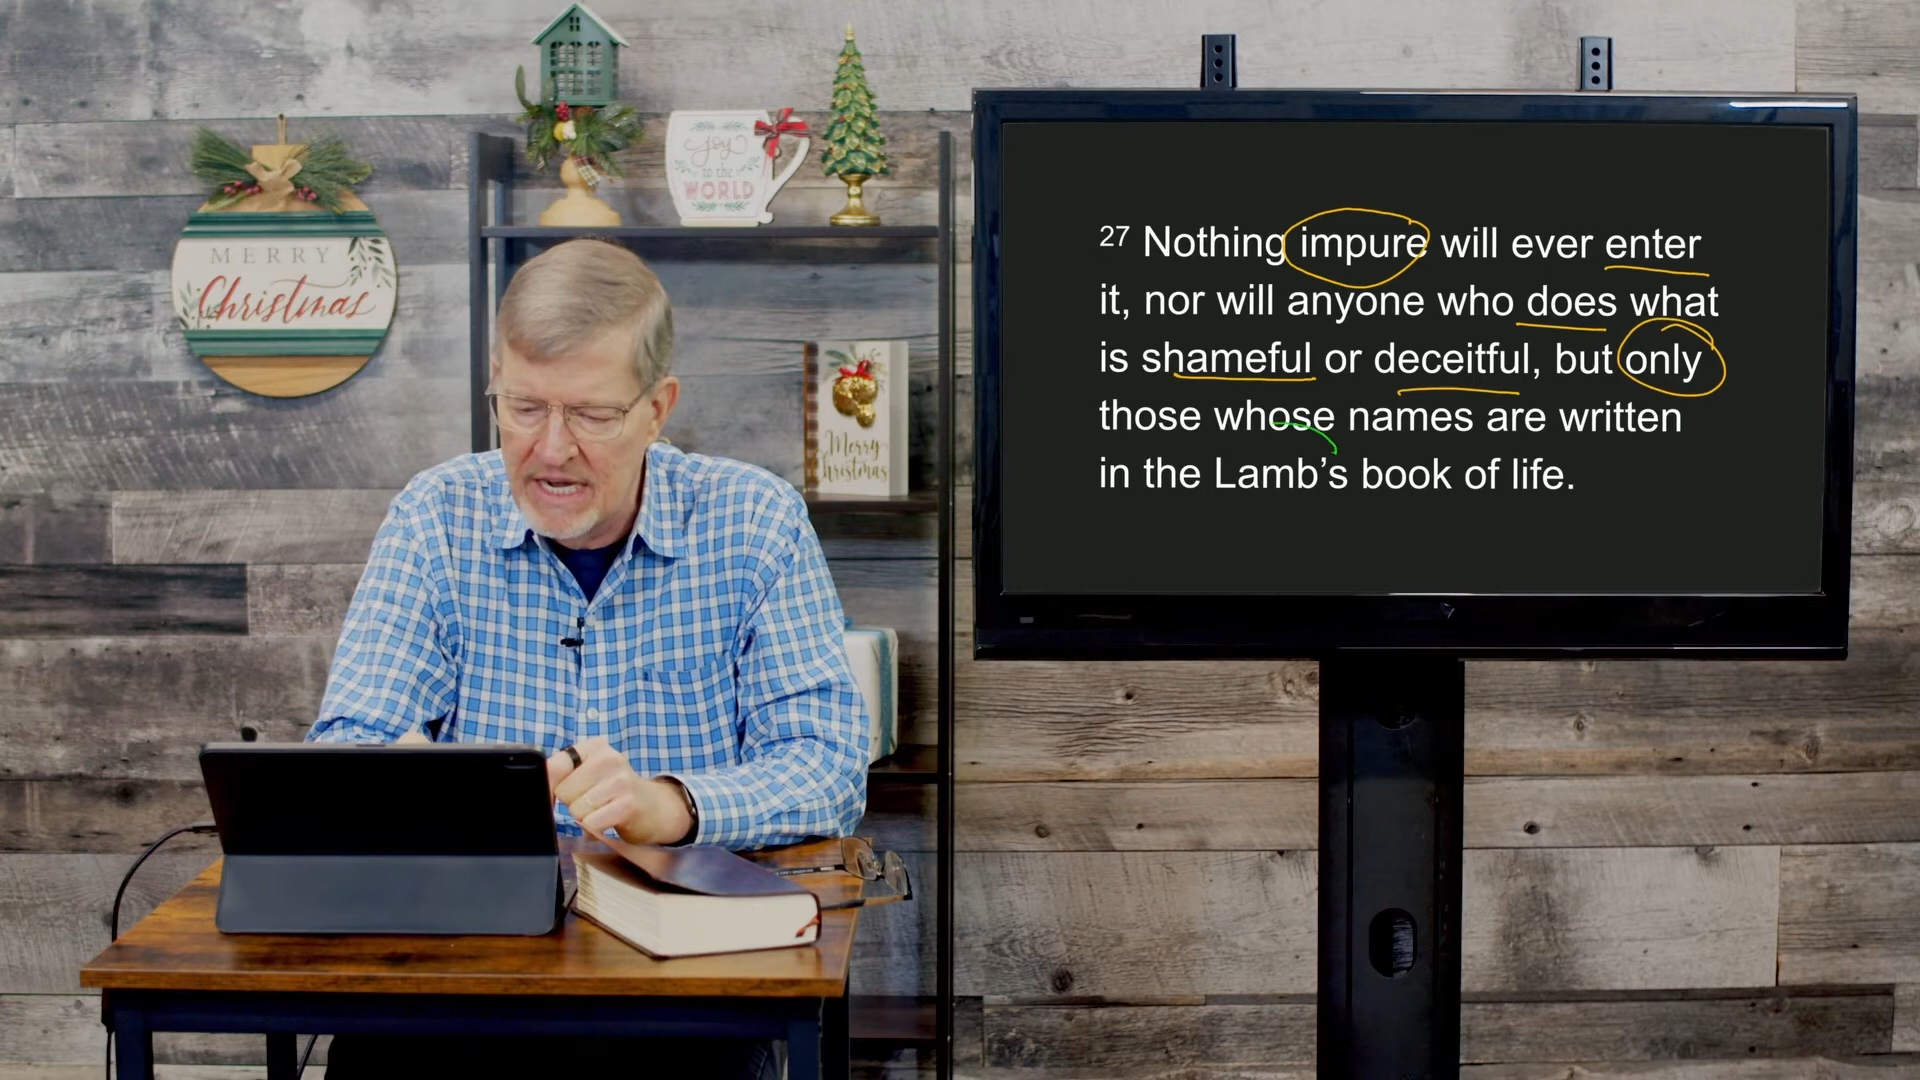 MERRY
Christmas
joy
to the
WORLD
Merry
Christmas
27 Nothing impure will ever enter
it, nor will anyone who does what
is shameful or deceitful, but only
those whose names are written
in the Lamb’s book of life.